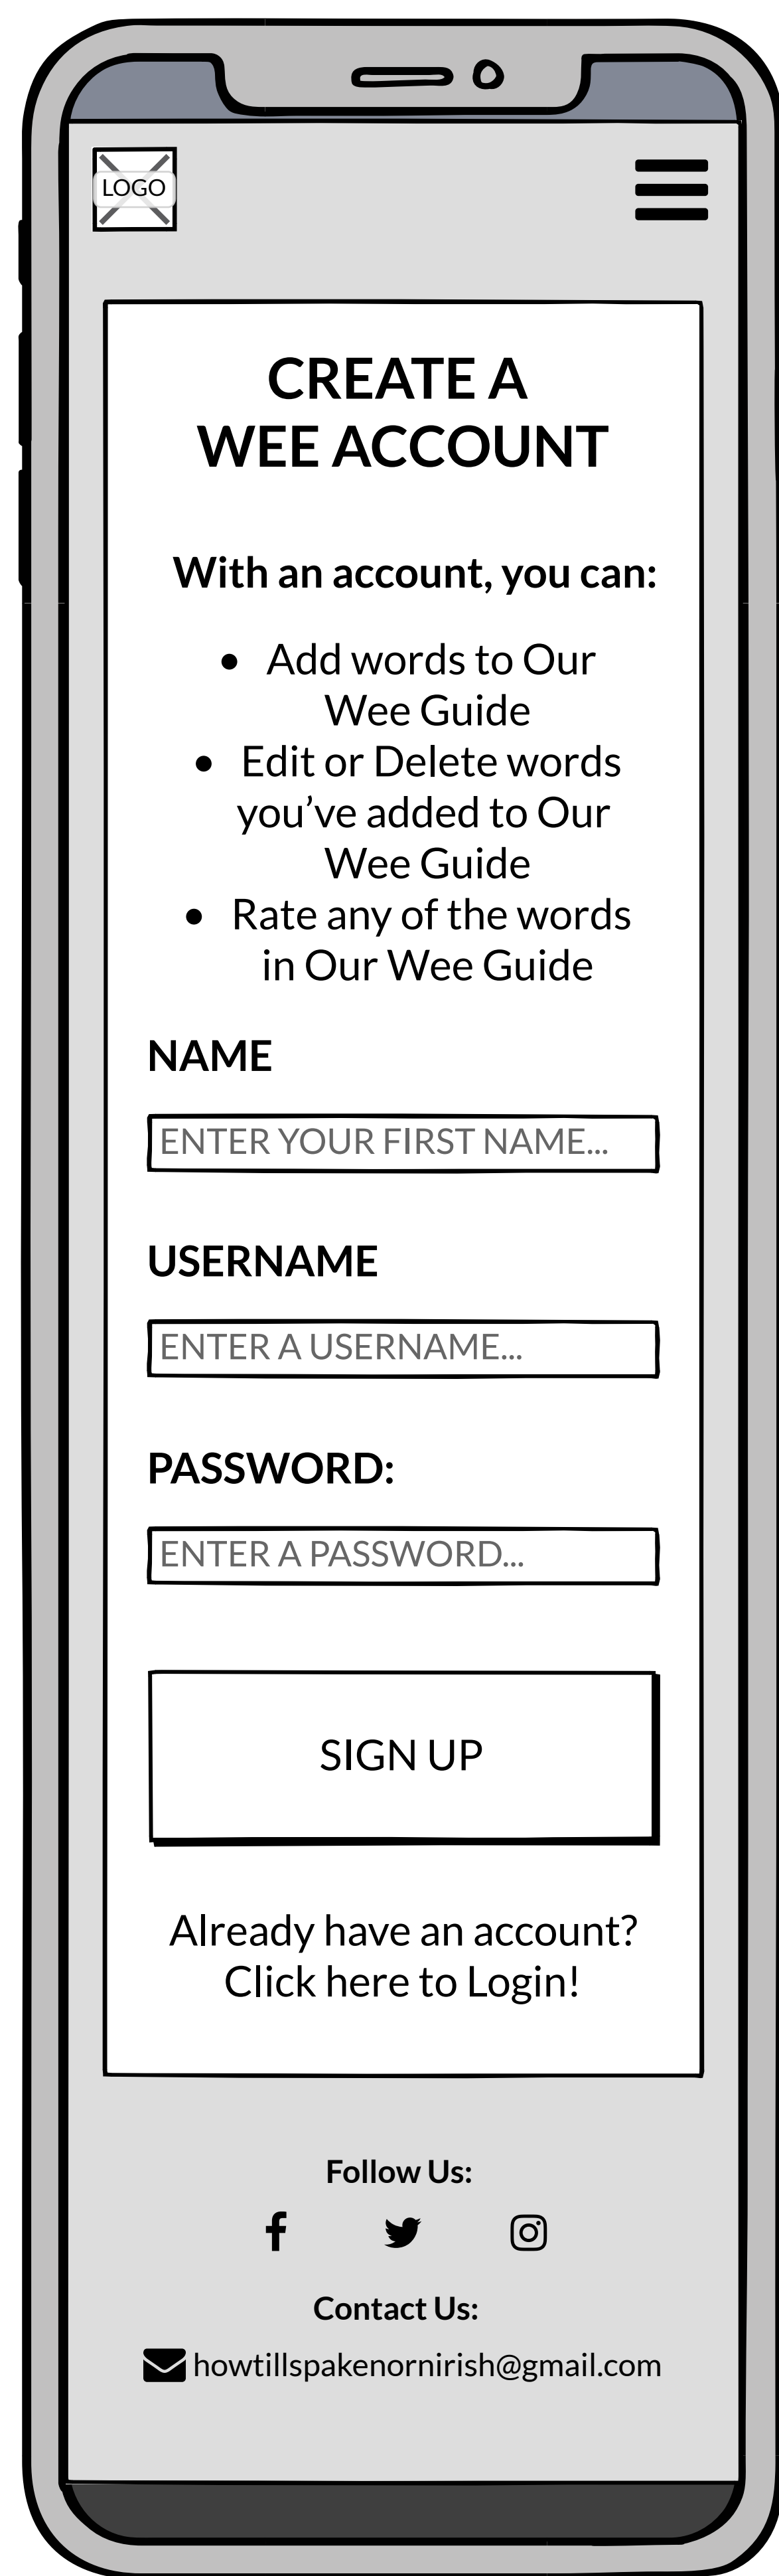 LOGO
CREATE A
WEE ACCOUNT
With an account, you can:
• Add words to Our
Wee Guide
• Edit or Delete words
you’ve added to Our
Wee Guide
• Rate any of the words
in Our Wee Guide
NAME
ENTER YOUR FIRST NAME...
USERNAME
ENTER A USERNAME...
PASSWORD:
ENTER A PASSWORD...
SIGN UP
Already have an account?
Click here to Login!
Follow Us:
Contact Us:
howtillspakenornirish@gmail.com